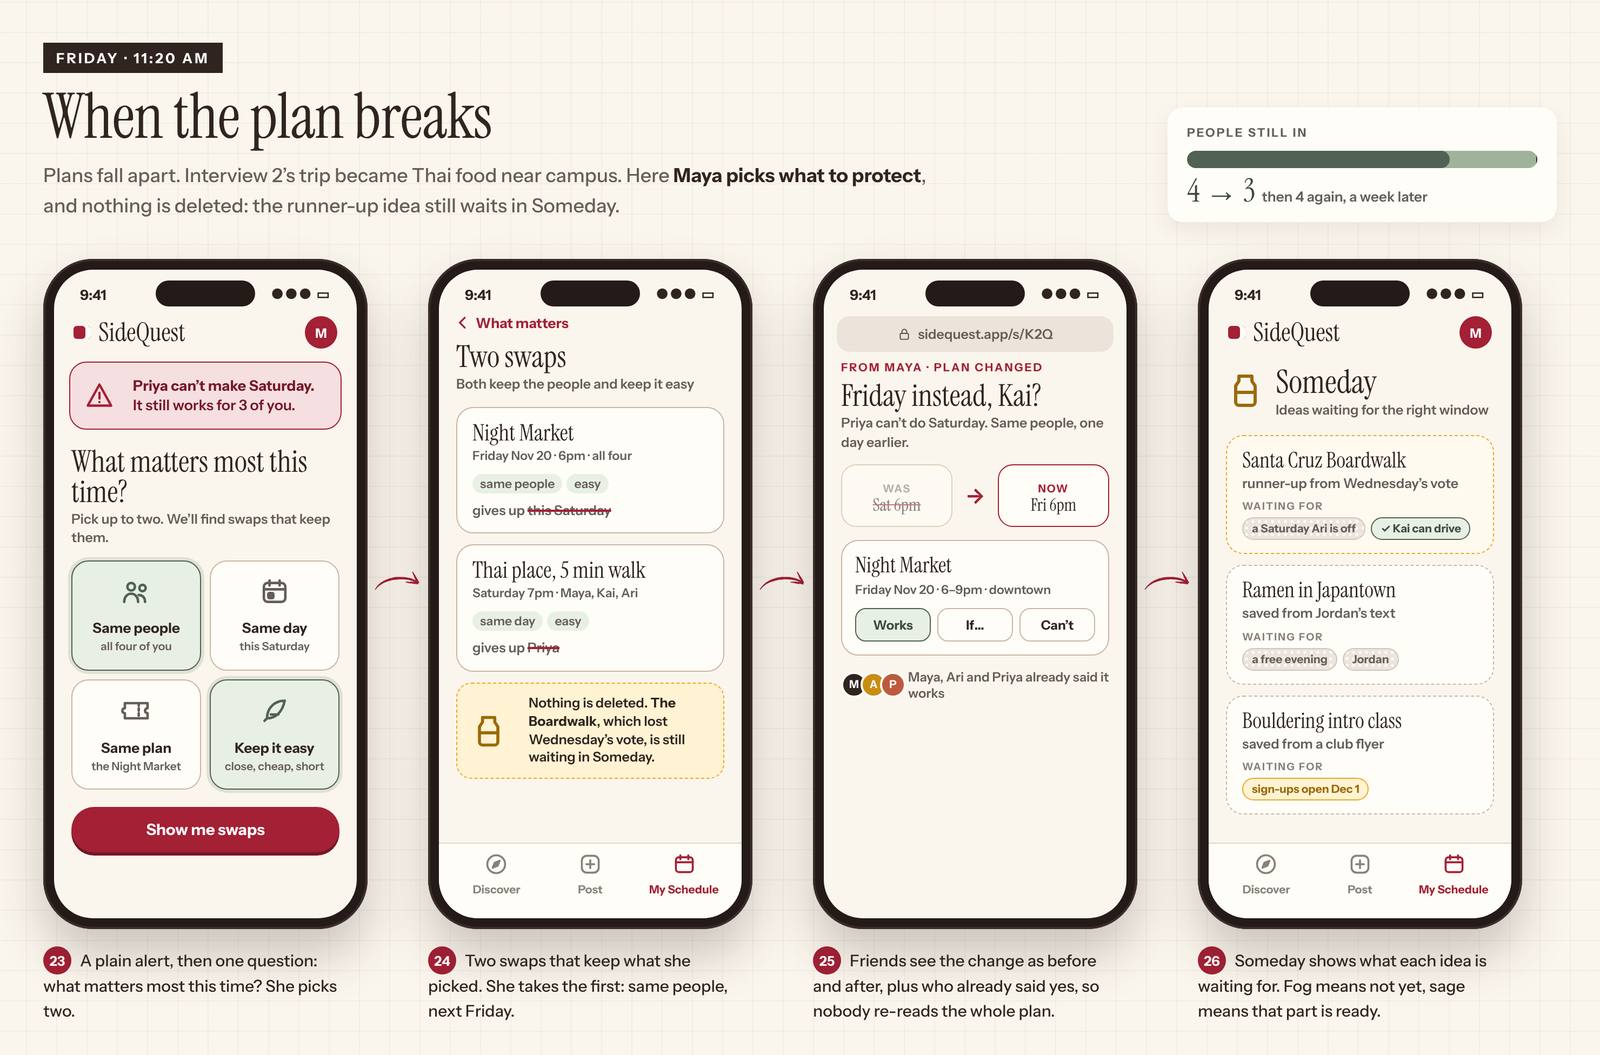 FRIDAY · 11:20 AM
When the plan breaks
Plans fall apart. Interview 2’s trip became Thai food near campus. Here Maya picks what to protect,
and nothing is deleted: the runner-up idea still waits in Someday.
PEOPLE STILL IN
4 → 3 then 4 again, a week later
9:41
SideQuest
M
Priya can’t make Saturday.
It still works for 3 of you.
What matters most this
time?
Pick up to two. We’ll find swaps that keep
them.
Same people
all four of you
Same day
this Saturday
Same plan
the Night Market
Keep it easy
close, cheap, short
Show me swaps
23 A plain alert, then one question:
what matters most this time? She picks
two.
9:41
What matters
Two swaps
Both keep the people and keep it easy
Night Market
Friday Nov 20 · 6pm · all four
same people
easy
gives up this Saturday
Thai place, 5 min walk
Saturday 7pm · Maya, Kai, Ari
same day
easy
gives up Priya
Nothing is deleted. The
Boardwalk, which lost
Wednesday’s vote, is still
waiting in Someday.
Discover
Post
My Schedule
24 Two swaps that keep what she
picked. She takes the first: same people,
next Friday.
9:41
sidequest.app/s/K2Q
FROM MAYA · PLAN CHANGED
Friday instead, Kai?
Priya can’t do Saturday. Same people, one
day earlier.
WAS
Sat 6pm
→
NOW
Fri 6pm
Night Market
Friday Nov 20 · 6–9pm · downtown
Works
If...
Can’t
M A P
Maya, Ari and Priya already said it
works
25 Friends see the change as before
and after, plus who already said yes, so
nobody re-reads the whole plan.
9:41
SideQuest
M
Someday
Ideas waiting for the right window
Santa Cruz Boardwalk
runner-up from Wednesday’s vote
WAITING FOR
a Saturday Ari is off
✓ Kai can drive
Ramen in Japantown
saved from Jordan’s text
WAITING FOR
a free evening
Jordan
Bouldering intro class
saved from a club flyer
WAITING FOR
sign-ups open Dec 1
Discover
Post
My Schedule
26 Someday shows what each idea is
waiting for. Fog means not yet, sage
means that part is ready.